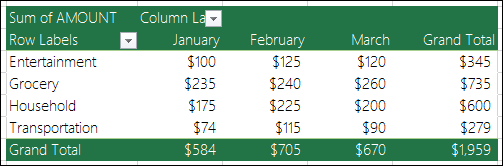 Sum of AMOUNT Column La
Row Labels January February March Grand Total
Entertainment $100 $125 $120 $345
Grocery $235 $240 $260 $735
Household $175 $225 $200 $600
Transportation $74 $115 $90 $279
Grand Total $584 $705 $670 $1,959